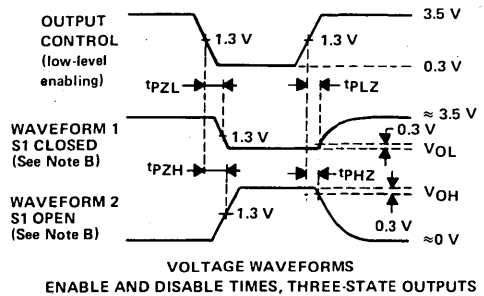 OUTPUT
CONTROL
(low-level
enabling)
1.3 V
1.3 V
3.5 V
0.3 V
tPZL
tPLZ
WAVEFORM 1
S1 CLOSED
(See Note B)
1.3 V
≈ 3.5 V
0.3 V
VOL
tPZH
tPHZ
WAVEFORM 2
S1 OPEN
(See Note B)
1.3 V
VOH
0.3 V
≈0 V
VOLTAGE WAVEFORMS
ENABLE AND DISABLE TIMES, THREE-STATE OUTPUTS